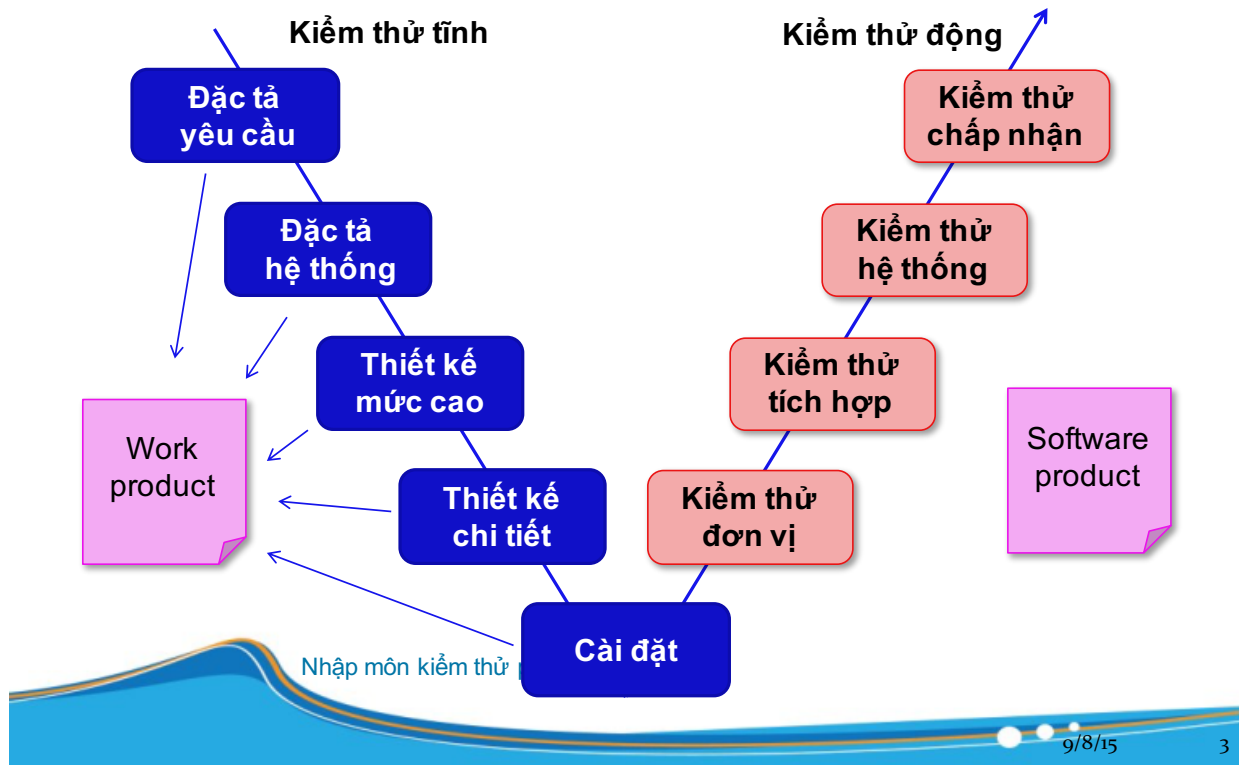 Kiểm thử tĩnh
Kiểm thử động
Đặc tả
yêu cầu
Kiểm thử
chấp nhận
Đặc tả
hệ thống
Kiểm thử
hệ thống
Thiết kế
mức cao
Kiểm thử
tích hợp
Work
product
Software
product
Thiết kế
chi tiết
Kiểm thử
đơn vị
Cài đặt
Nhập môn kiểm thử
9/8/15
3